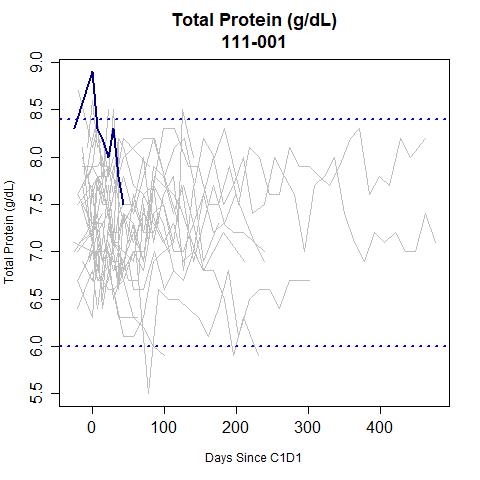 Total Protein (g/dL)
111-001
9.0
8.5
8.0
7.5
7.0
6.5
6.0
5.5
Total Protein (g/dL)
0 100 200 300 400
Days Since C1D1